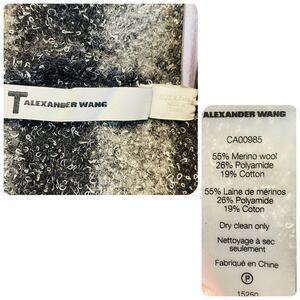 T ALEXANDER WANG
ALEXANDER WANG
CA00985
55% Merino wool
26% Polyamide
19% Cotton
55% Laine de mérinos
26% Polyamide
19% Coton
Dry clean only
Nettoyage à sec
seulement
Fabriqué en Chine
P
15250